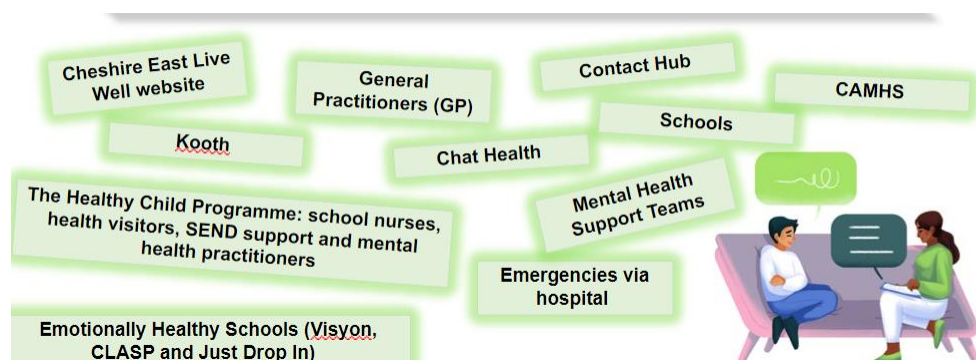 Cheshire East Live
Well website
General
Practitioners (GP)
Contact Hub
CAMHS
Kooth
Chat Health
Schools
The Healthy Child Programme: school nurses,
health visitors, SEND support and mental
health practitioners
Mental Health
Support Teams
Emergencies via
hospital
Emotionally Healthy Schools (Visyon,
CLASP and Just Drop In)